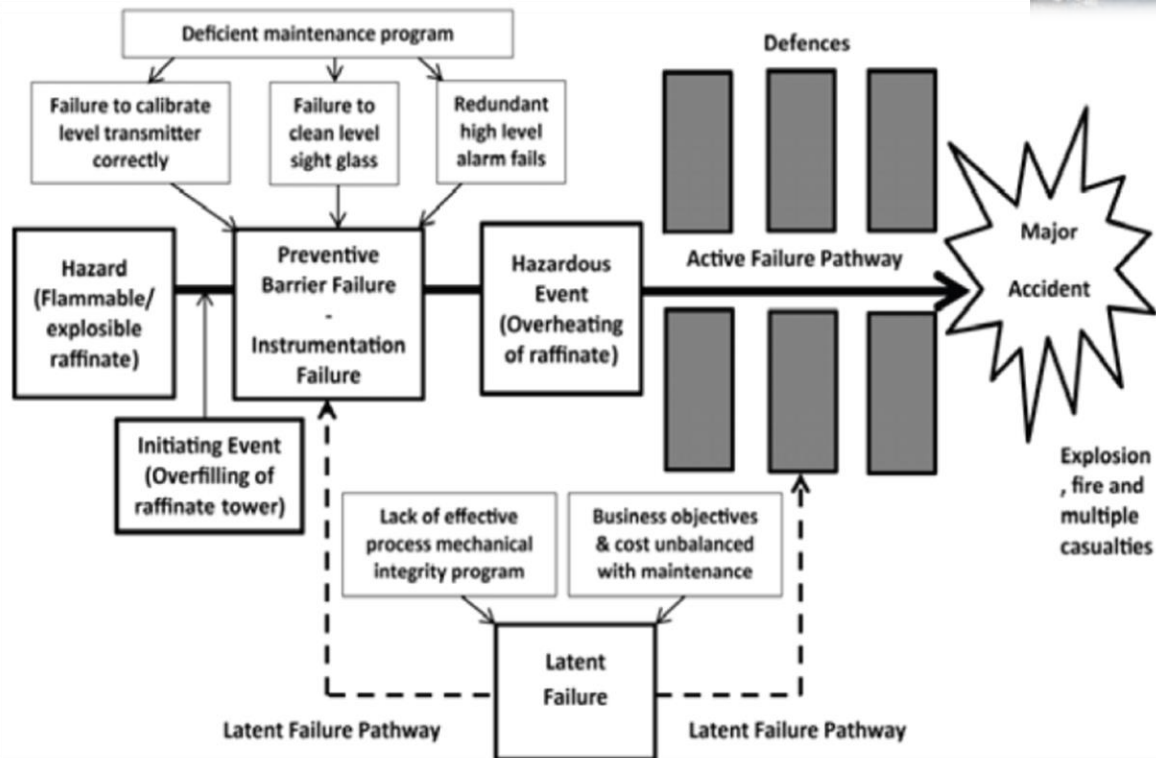 Deficient maintenance program
Defences
Failure to calibrate
level transmitter
correctly
Failure to
clean level
sight glass
Redundant
high level
alarm fails
Hazard
(Flammable/
explosible
raffinate)
Preventive
Barrier Failure
-
Instrumentation
Failure
Hazardous
Event
(Overheating
of raffinate)
Active Failure Pathway
Major
Accident
Initiating Event
(Overfilling of
raffinate tower)
Explosion
, fire and
multiple
casualties
Lack of effective
process mechanical
integrity program
Business objectives
& cost unbalanced
with maintenance
Latent
Failure
Latent Failure Pathway
Latent Failure Pathway